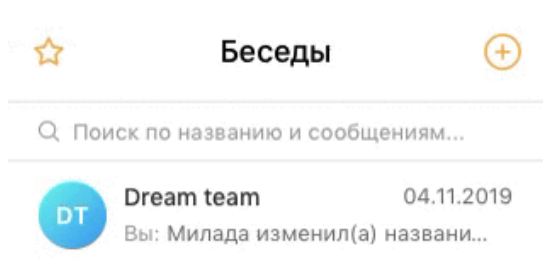 Беседы
Поиск по названию и сообщениям...
Dream team 04.11.2019
DT
Вы: Милада изменил(а) названи...